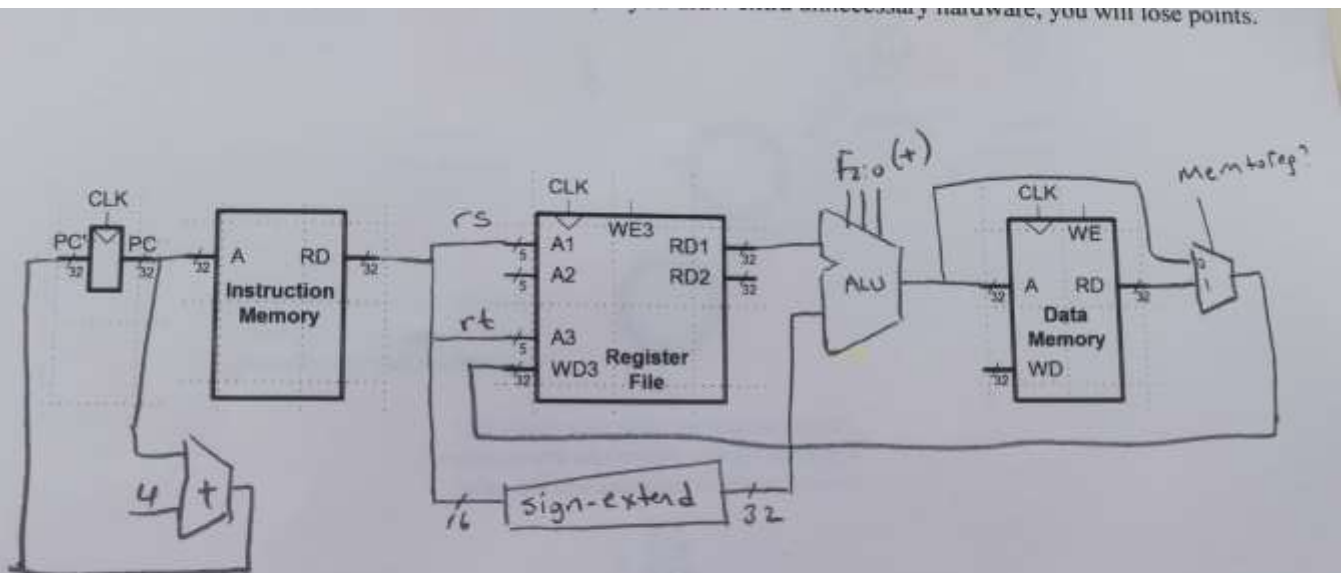 you will lose points.
hardware,
CLK
PC'
32
PC
32
32
A
RD
32
Instruction
Memory
4
+
rs
rt
CLK
WE3
5
A1
5
A2
5
A3
32
WD3
RD1
32
RD2
32
Register
File
16
sign-extend
32
F2:0 (+)
ALU
CLK
WE
32
A
RD
32
Data
Memory
32
WD
Memtoreg?
1